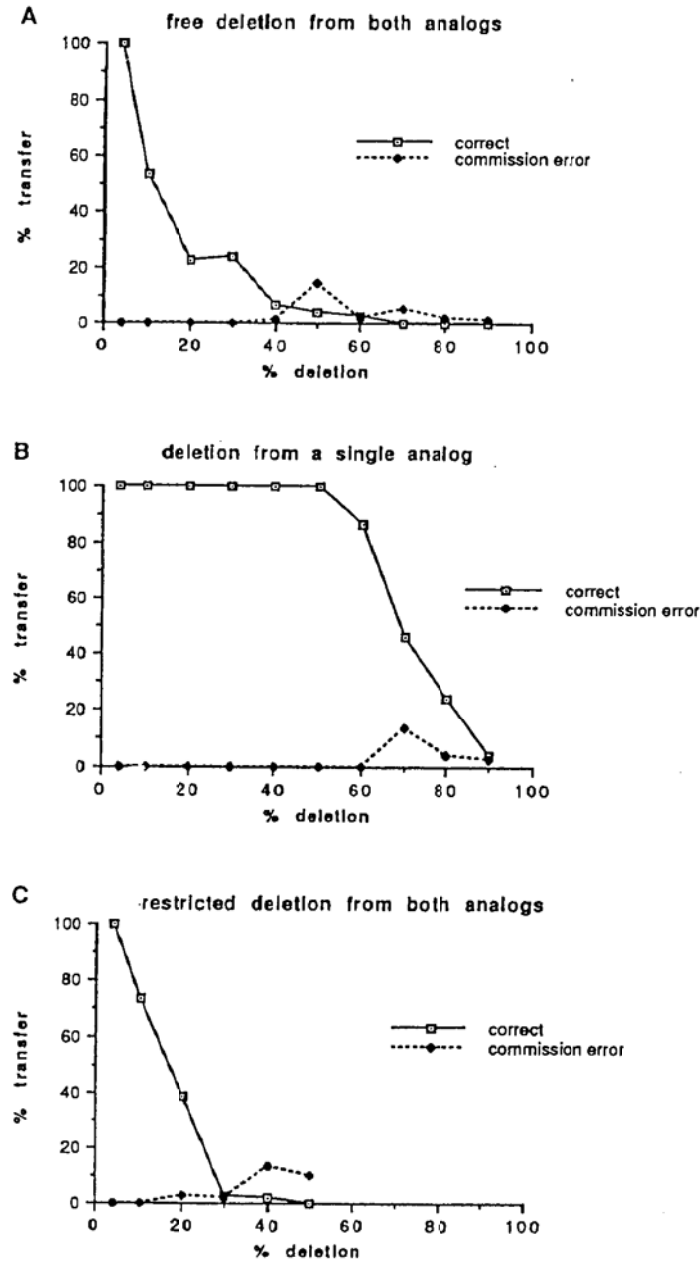 A
free deletion from both analogs
100
80
60
40
20
0
% transfer
correct
commission error
0 20 40 60 80 100
% deletion
B
deletion from a single analog
100
80
60
40
20
0
% transfer
correct
commission error
0 20 40 60 80 100
% deletion
C
restricted deletion from both analogs
100
80
60
40
20
0
% transfer
correct
commission error
0 20 40 60 80 100
% deletion